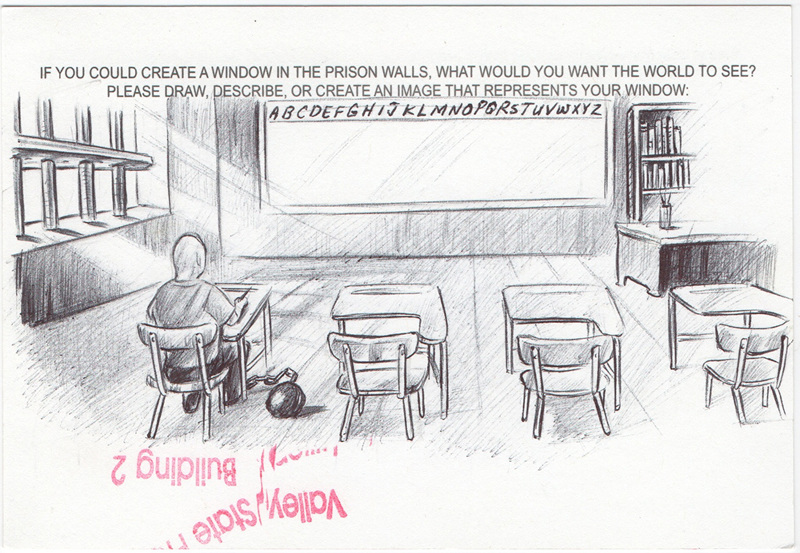 IF YOU COULD CREATE A WINDOW IN THE PRISON WALLS, WHAT WOULD YOU WANT THE WORLD TO SEE?
PLEASE DRAW, DESCRIBE, OR CREATE AN IMAGE THAT REPRESENTS YOUR WINDOW:
ABCDEFGHIJKLMNOPQRSTUVWXYZ
Building 2
Valley State